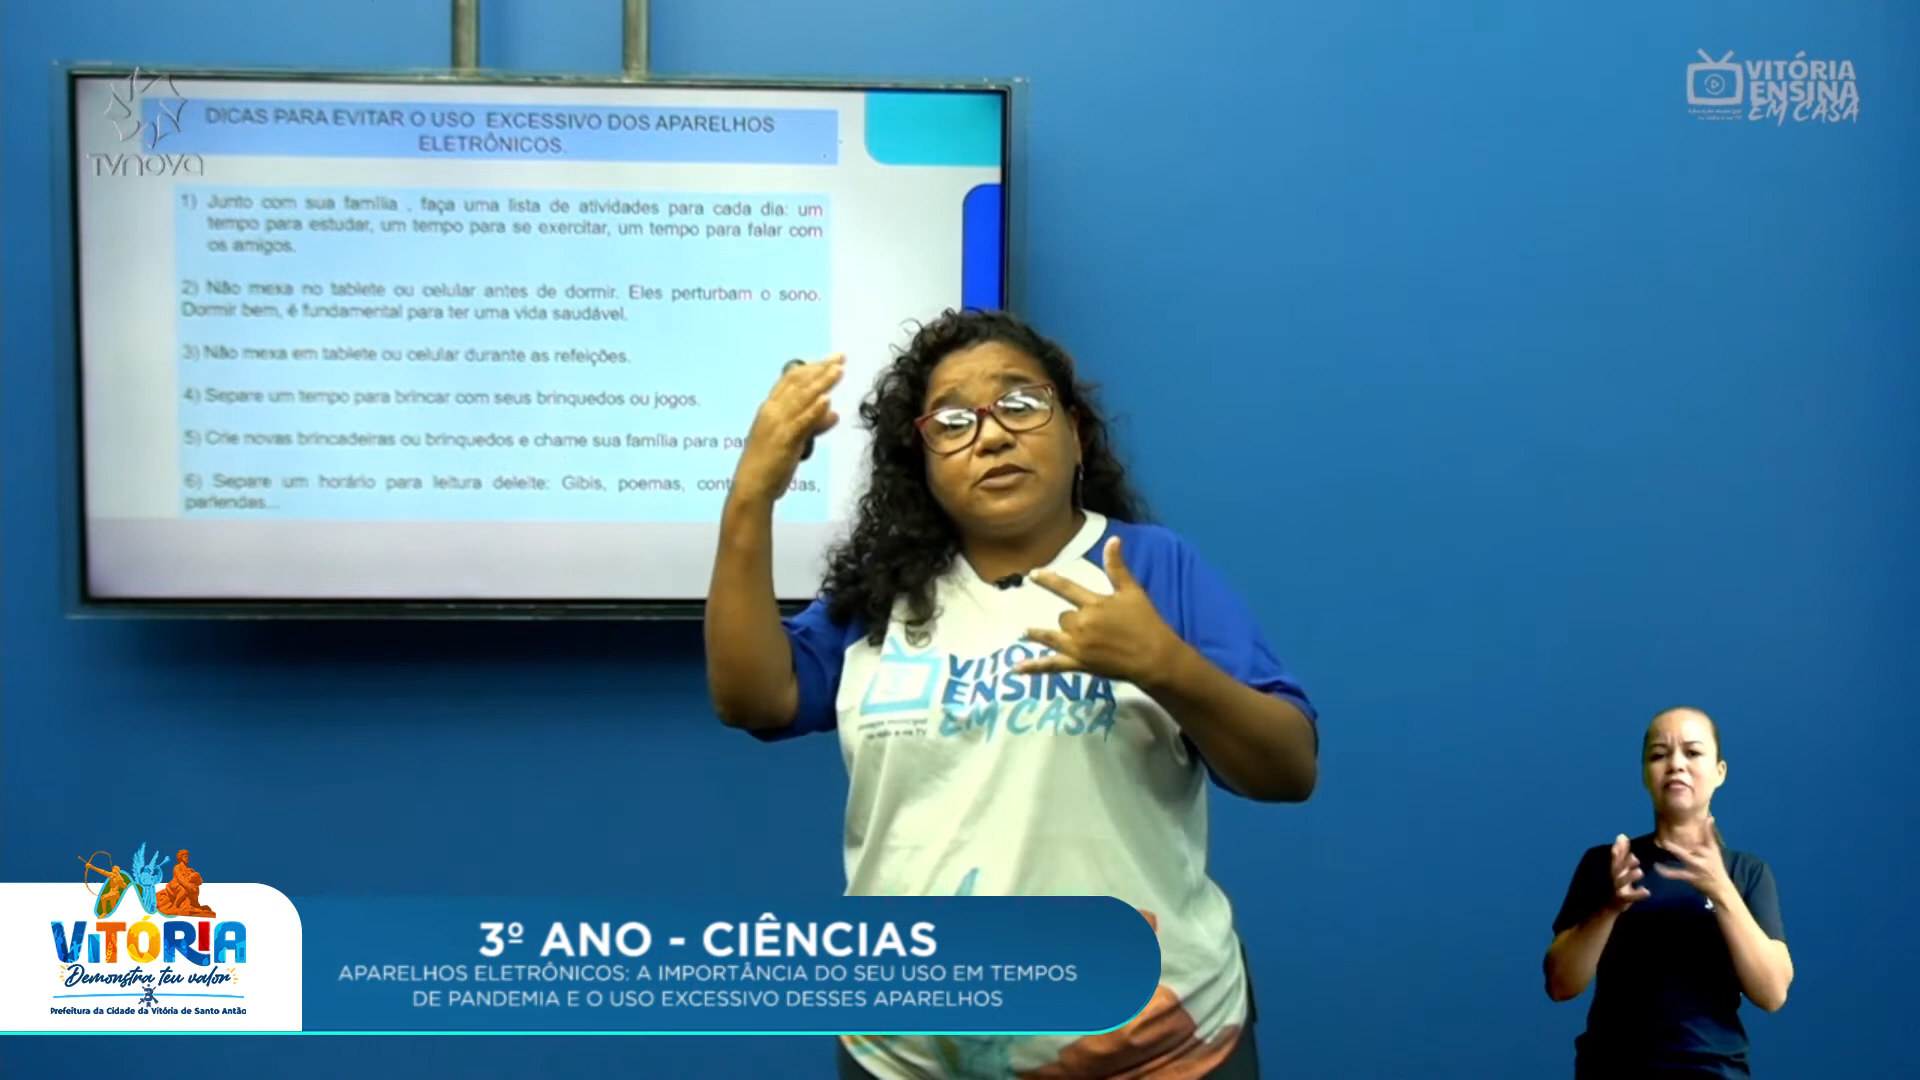 TVNOVA
DICAS PARA EVITAR O USO EXCESSIVO DOS APARELHOS
ELETRÔNICOS.
1) Junto com sua família , faça uma lista de atividades para cada dia: um
tempo para estudar, um tempo para se exercitar, um tempo para falar com
os amigos.
2) Não mexa no tablete ou celular antes de dormir. Eles perturbam o sono.
Dormir bem, é fundamental para ter uma vida saudável.
3) Não mexa em tablete ou celular durante as refeições.
4) Separe um tempo para brincar com seus brinquedos ou jogos.
5) Crie novas brincadeiras ou brinquedos e chame sua família para
6) Separe um horário para leitura deleite: Gibis, poemas,
parlendas...
VITÓRIA
ENSINA
EM CASA
VITÓ
ENSINA
EM CASA
VITÓRIA
Demonstra teu valor
Prefeitura da Cidade da Vitória de Santo Antão
3º ANO - CIÊNCIAS
APARELHOS ELETRÔNICOS: A IMPORTÂNCIA DO SEU USO EM TEMPOS
DE PANDEMIA E O USO EXCESSIVO DESSES APARELHOS